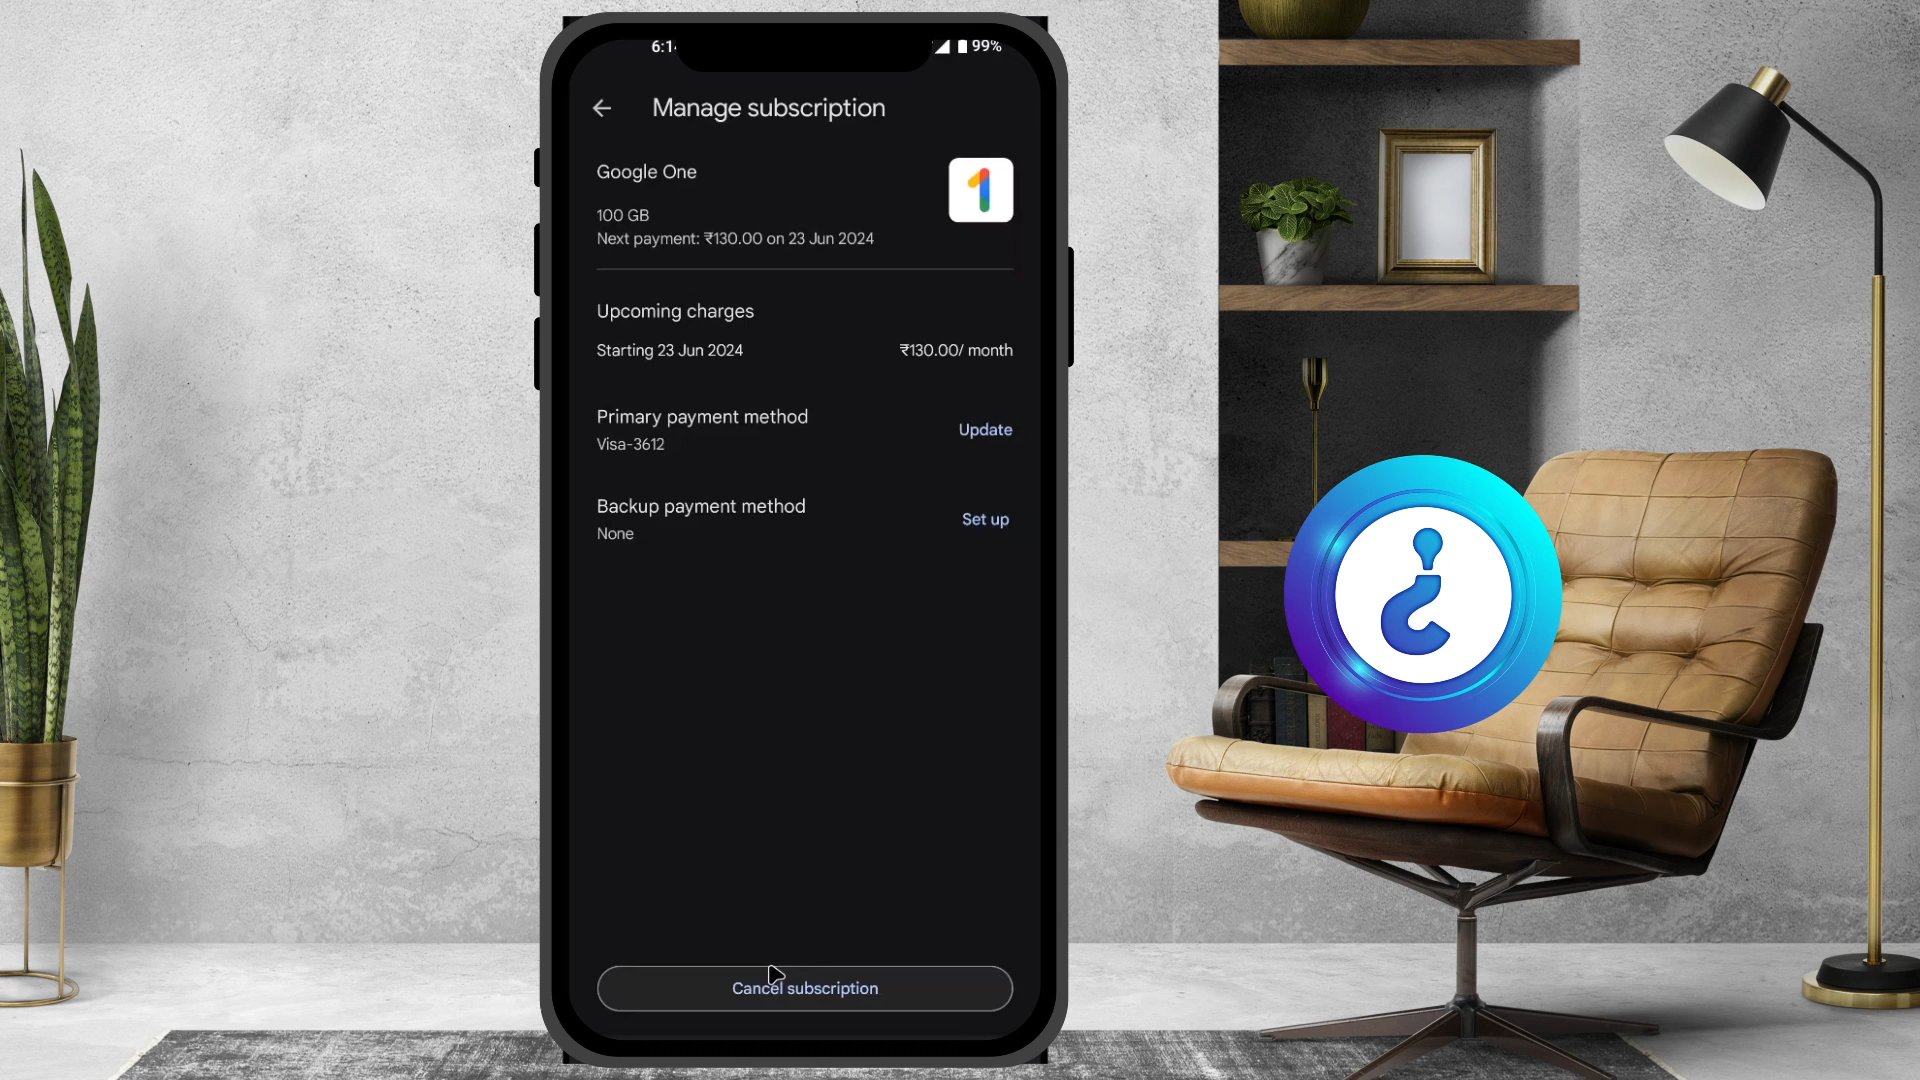 99%
Manage subscription
Google One
100 GB
Next payment: ₹130.00 on 23 Jun 2024
Upcoming charges
Starting 23 Jun 2024
₹130.00/ month
Primary payment method
Visa-3612
Update
Backup payment method
None
Set up
Cancel subscription